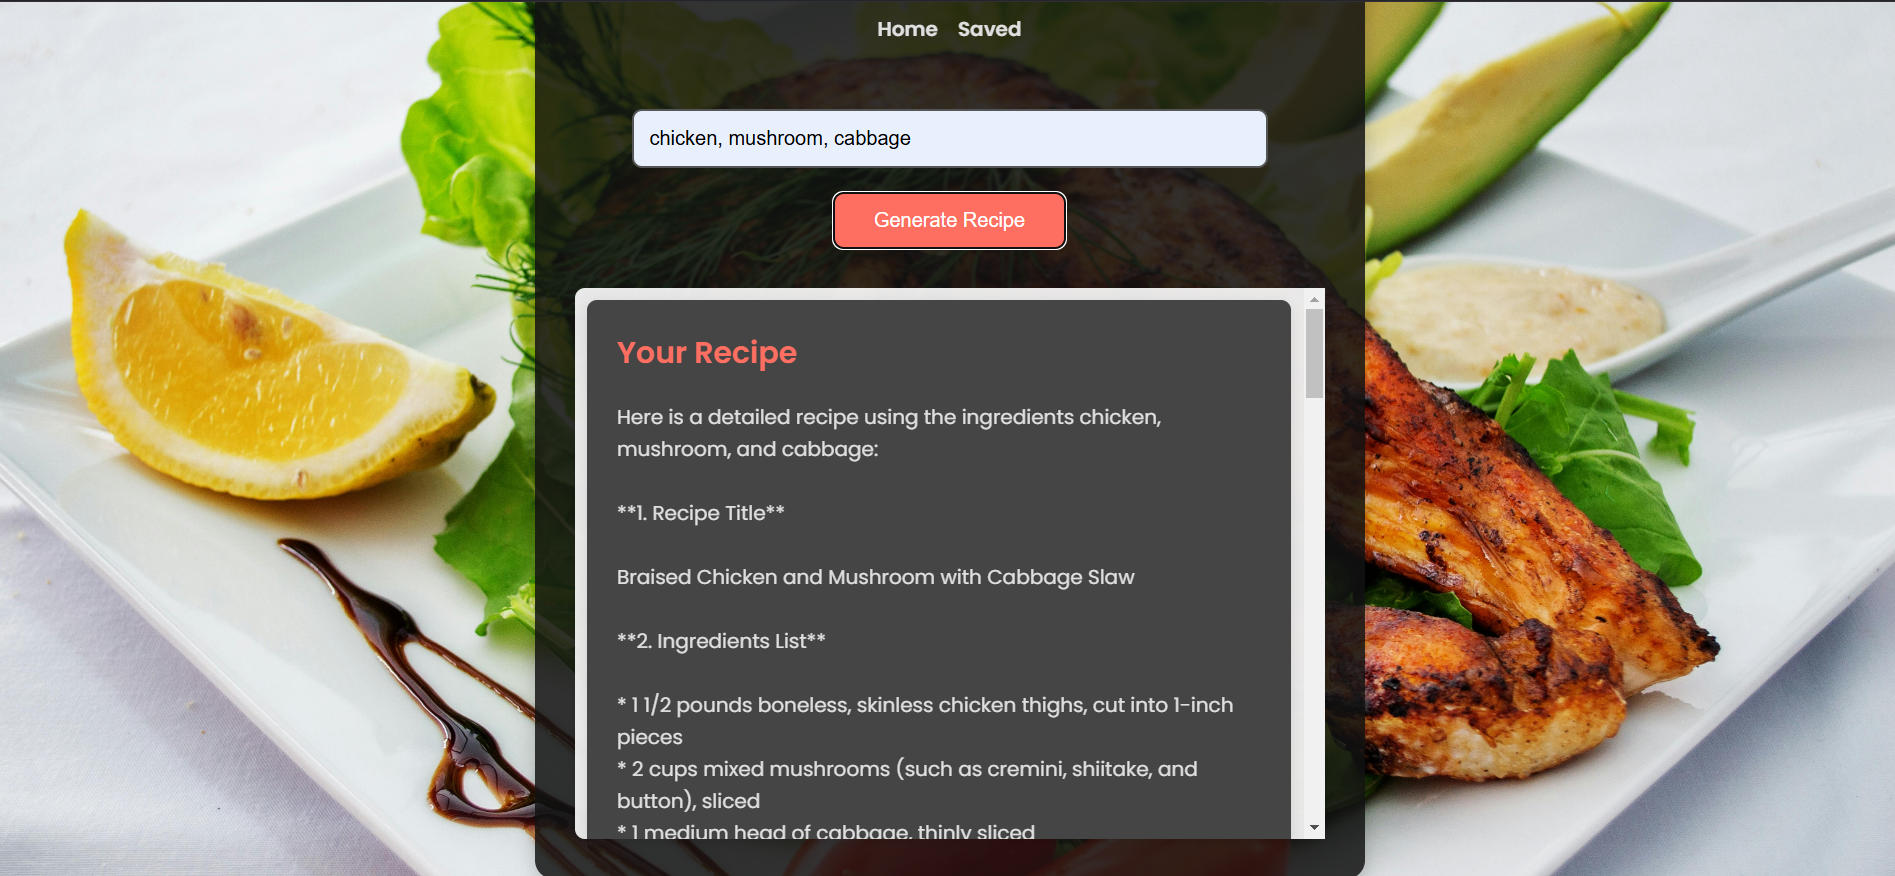 Home Saved
chicken, mushroom, cabbage
Generate Recipe
Your Recipe
Here is a detailed recipe using the ingredients chicken,
mushroom, and cabbage:
**1. Recipe Title**
Braised Chicken and Mushroom with Cabbage Slaw
**2. Ingredients List**
* 1 1/2 pounds boneless, skinless chicken thighs, cut into 1-inch
pieces
* 2 cups mixed mushrooms (such as cremini, shiitake, and
button), sliced
* 1 medium head of cabbage, thinly sliced